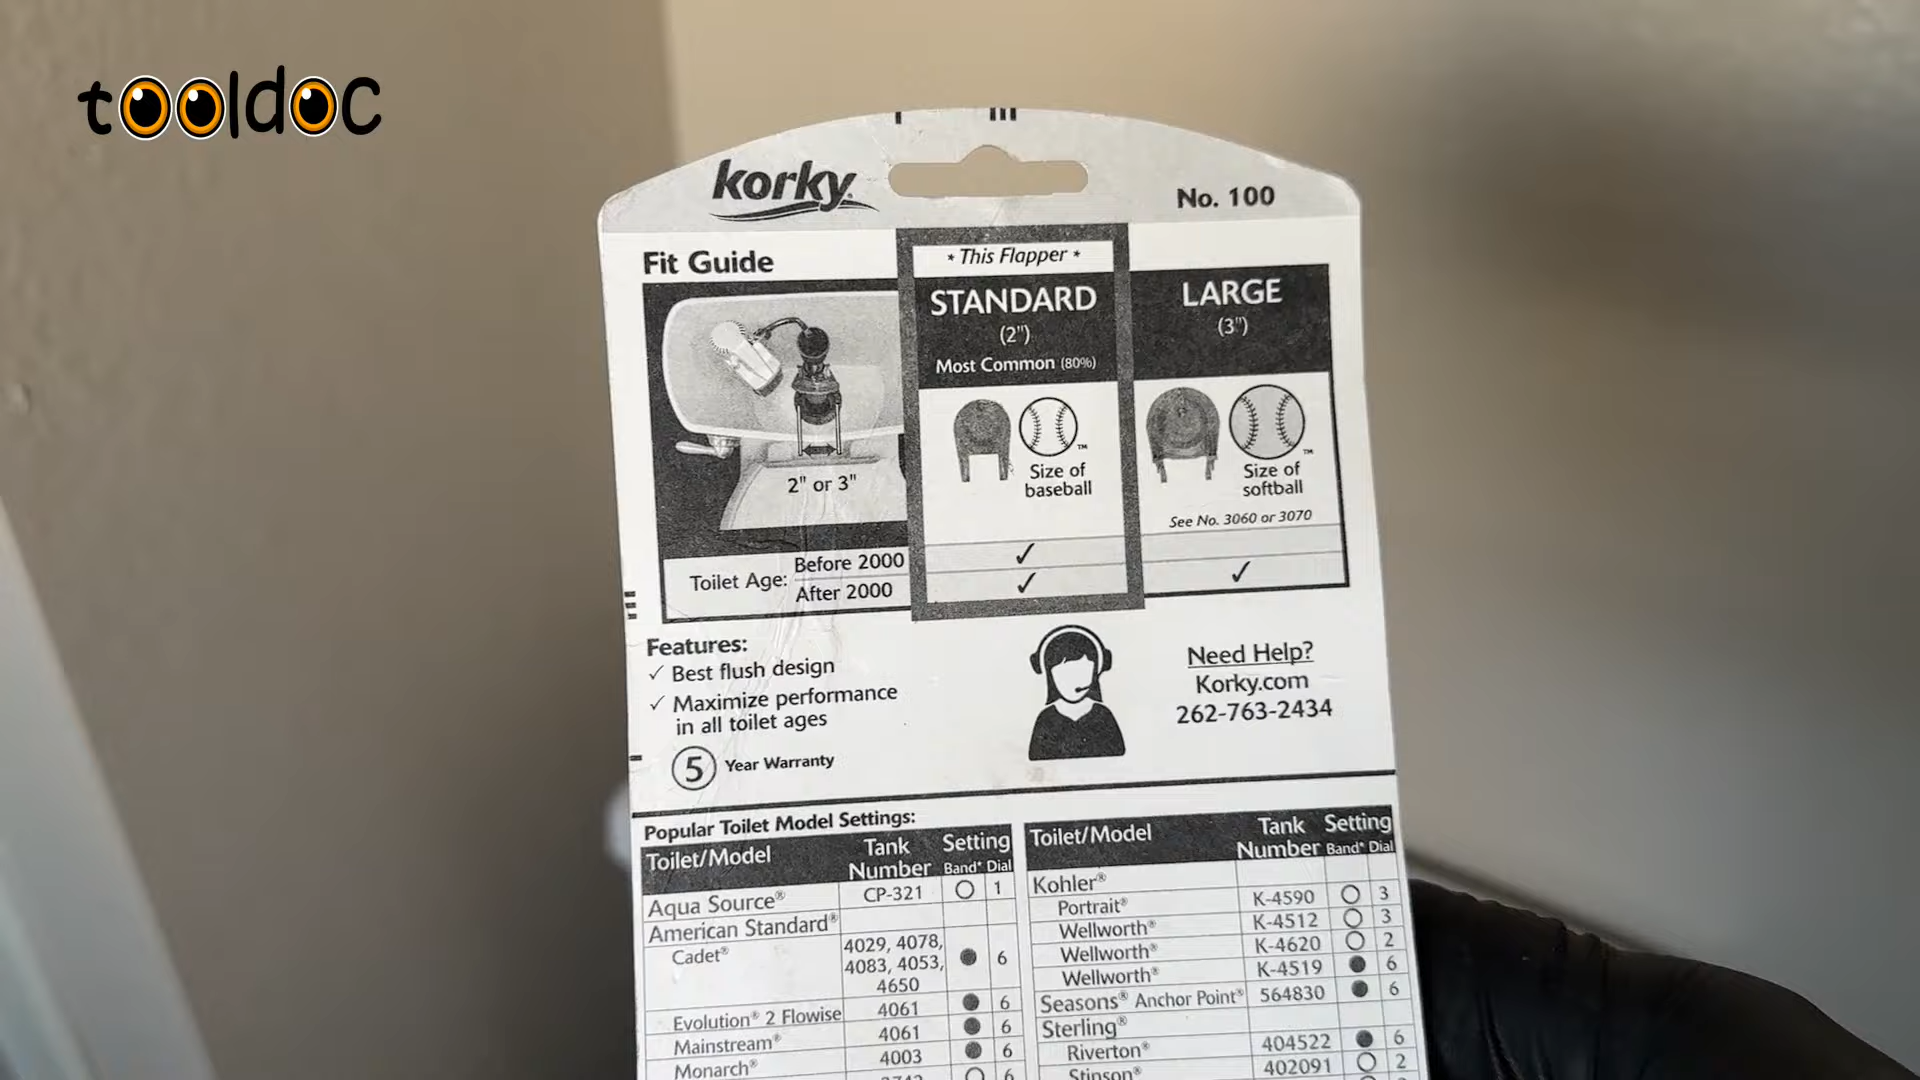 tooldoc
korky
No. 100
Fit Guide
* This Flapper *
STANDARD
(2")
Most Common (80%)
LARGE
(3")
2" or 3"
Size of
baseball
™
Size of
softball
™
See No. 3060 or 3070
Toilet Age: Before 2000 ✓
After 2000 ✓ ✓
Features:
✓ Best flush design
✓ Maximize performance
in all toilet ages
5 Year Warranty
Need Help?
Korky.com
262-763-2434
Popular Toilet Model Settings:
Toilet/Model Tank Number Setting Band* Dial
Aqua Source® CP-321 ○ 1
American Standard®
Cadet® 4029, 4078,
4083, 4053, ● 6
4650
Evolution® 2 Flowise 4061 ● 6
Mainstream® 4061 ● 6
Monarch® 4003 ● 6
Toilet/Model Tank Number Setting Band* Dial
Kohler®
Portrait® K-4590 ○ 3
Wellworth® K-4512 ○ 3
Wellworth® K-4620 ○ 2
Wellworth® K-4519 ● 6
Seasons® Anchor Point® 564830 ● 6
Sterling®
Riverton® 404522 ● 6
Stinson® 402091 ○ 2